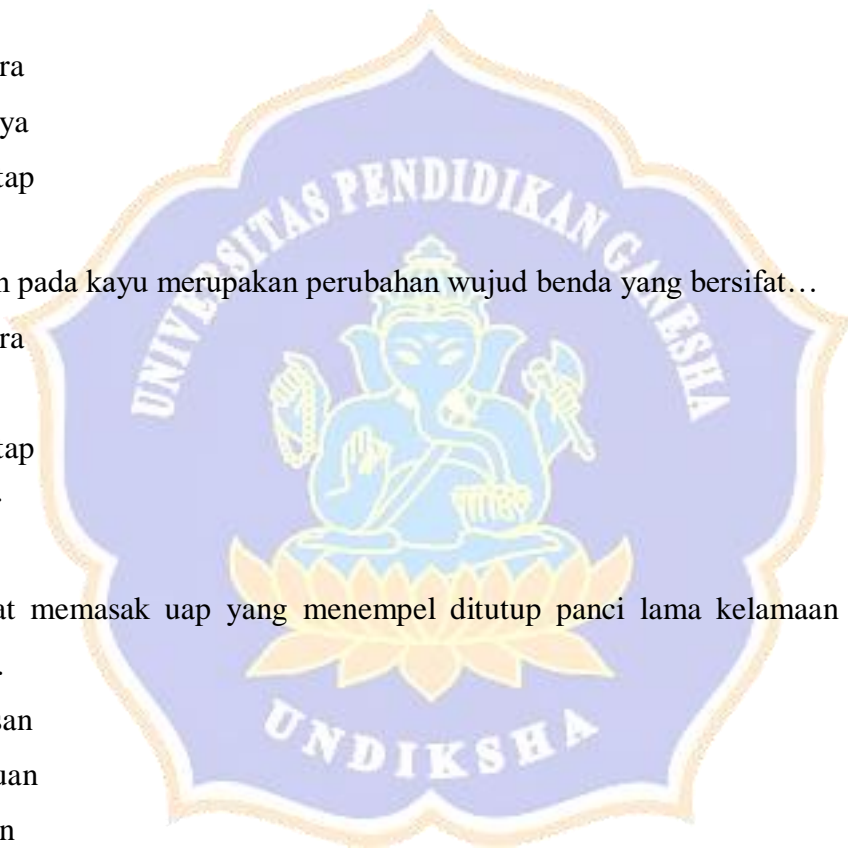 ra
ya
tap
n pada kayu merupakan perubahan wujud benda yang bersifat…
ra
tap
.
at memasak uap yang menempel ditutup panci lama kelamaan
.
san
uan
n
UNIVERSITAS PENDIDIKAN GANESHA
UNDIKSHA